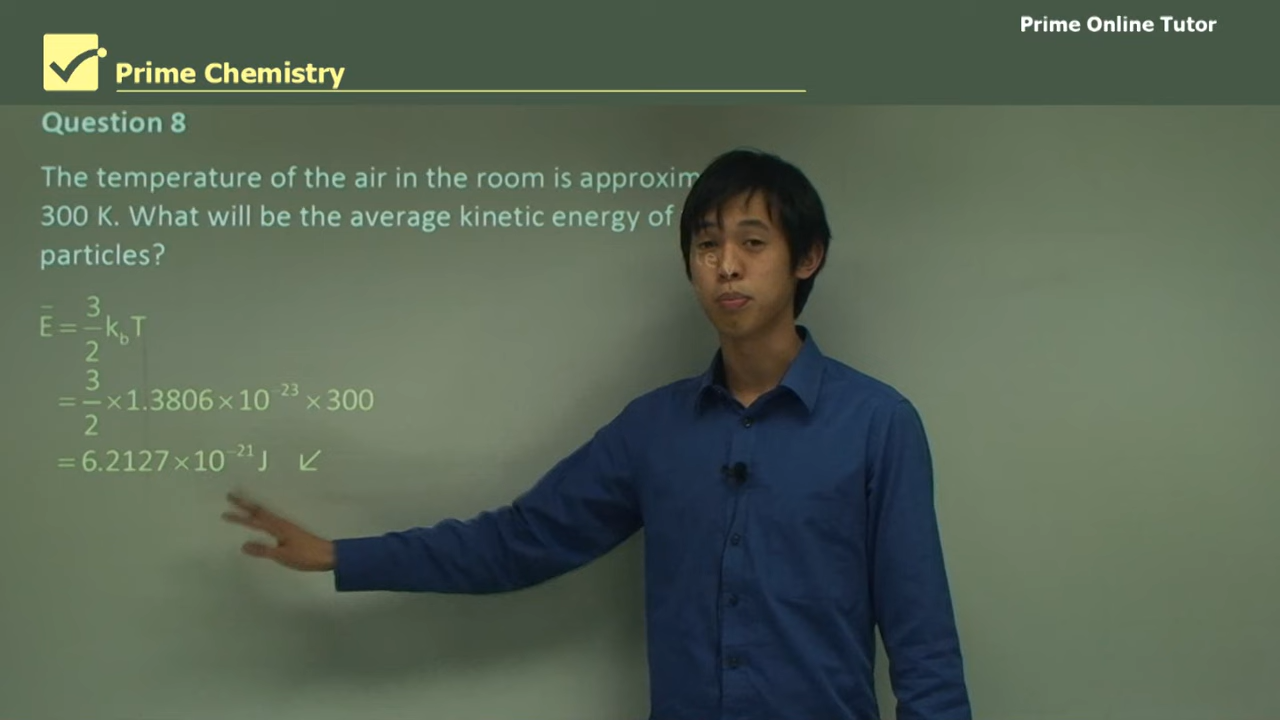 Prime Online Tutor
Prime Chemistry
Question 8
The temperature of the air in the room is approxim
300 K. What will be the average kinetic energy of
particles?
Ē = 3/2 k_bT
= 3/2 × 1.3806 × 10⁻²³ × 300
= 6.2127 × 10⁻²¹ J ↙